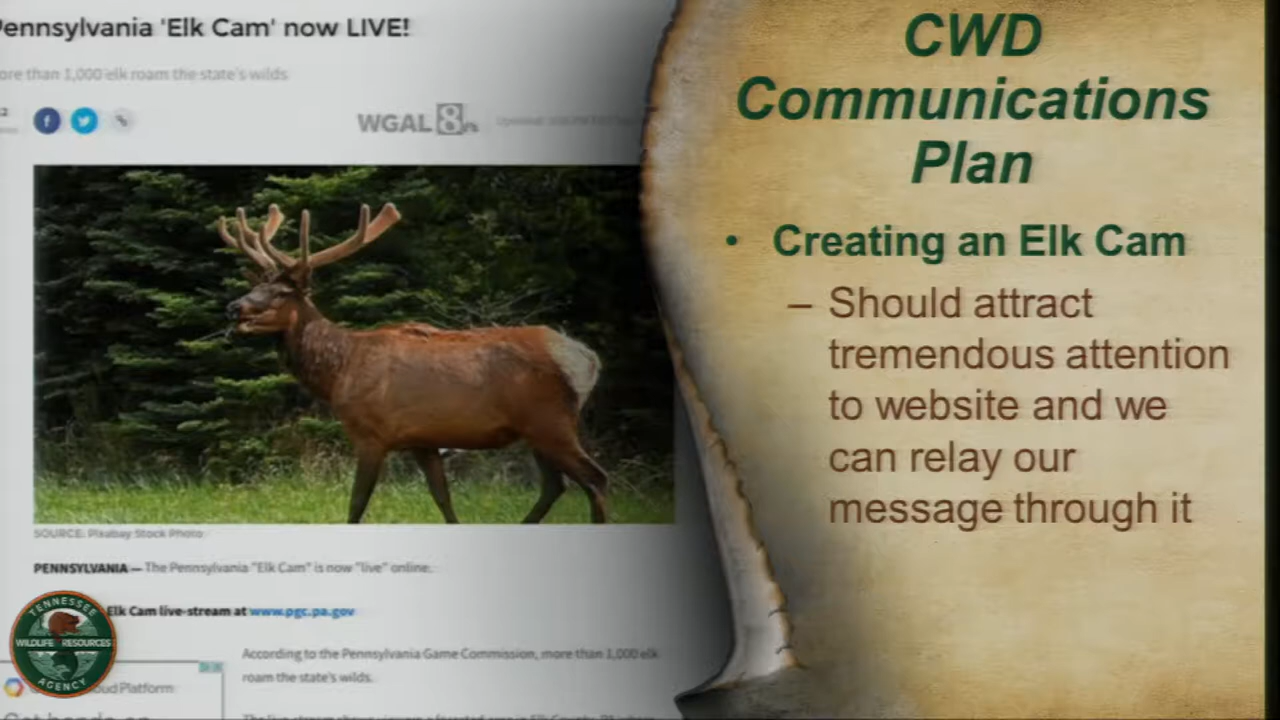 Pennsylvania 'Elk Cam' now LIVE!
ore than 1,000 elk roam the state's wilds
WGAL 8
SOURCE: Pixabay Stock Photo
PENNSYLVANIA — The Pennsylvania "Elk Cam" is now "live" online.
Elk Cam live-stream at www.pgc.pa.gov
According to the Pennsylvania Game Commission, more than 1,000 elk
roam the state's wilds.
oud Platform
TENNESSEE
WILDLIFE RESOURCES
AGENCY
CWD
Communications
Plan
• Creating an Elk Cam
– Should attract
tremendous attention
to website and we
can relay our
message through it